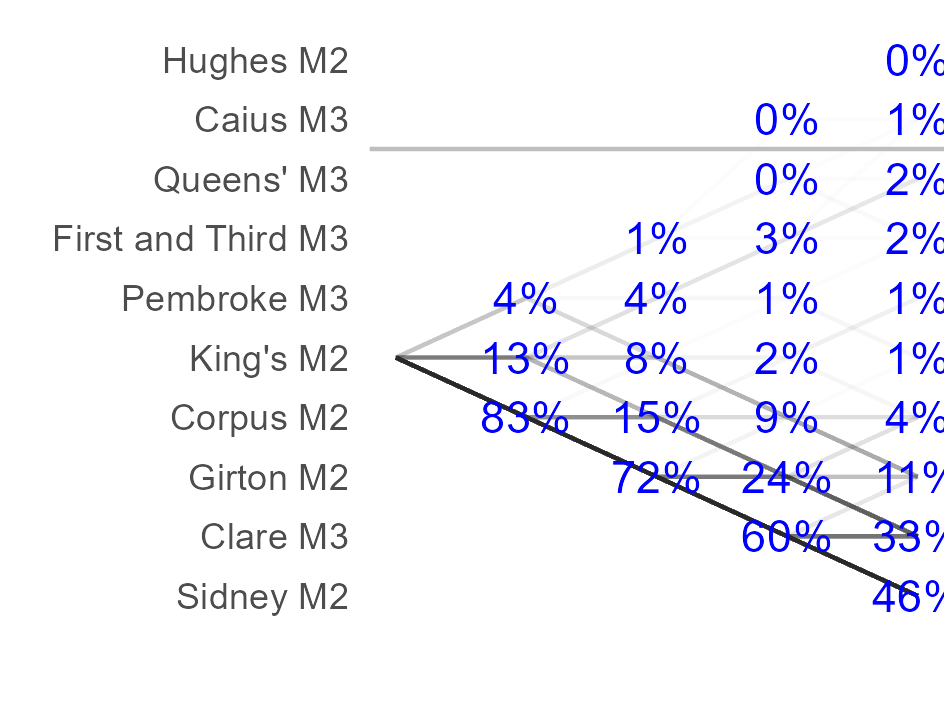 Hughes M2 0%
Caius M3 0% 1%
Queens' M3 0% 2%
First and Third M3 1% 3% 2%
Pembroke M3 4% 4% 1% 1%
King's M2 13% 8% 2% 1%
Corpus M2 83% 15% 9% 4%
Girton M2 72% 24% 11%
Clare M3 60% 33%
Sidney M2 46%